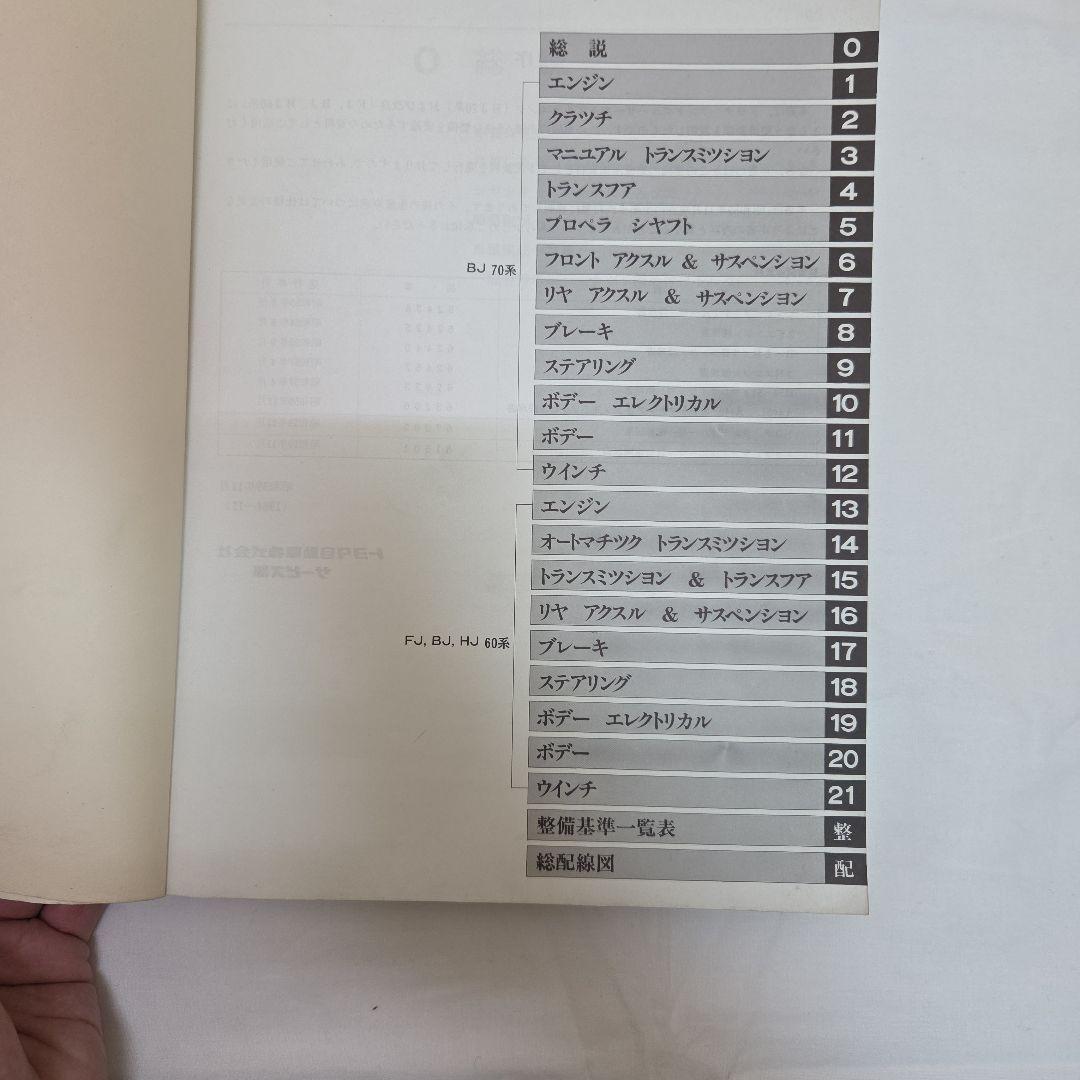 総 説 0
エンジン 1
クラツチ 2
マニユアル トランスミツシヨン 3
トランスフア 4
プロペラ シヤフト 5
BJ 70系
フロント アクスル & サスペンシヨン 6
リヤ アクスル & サスペンシヨン 7
ブレーキ 8
ステアリング 9
ボデー エレクトリカル 10
ボデー 11
ウインチ 12
エンジン 13
オートマチツク トランスミツシヨン 14
トランスミツシヨン & トランスフア 15
リヤ アクスル & サスペンシヨン 16
FJ, BJ, HJ 60系
ブレーキ 17
ステアリング 18
ボデー エレクトリカル 19
ボデー 20
ウインチ 21
整備基準一覧表 整
総配線図 配